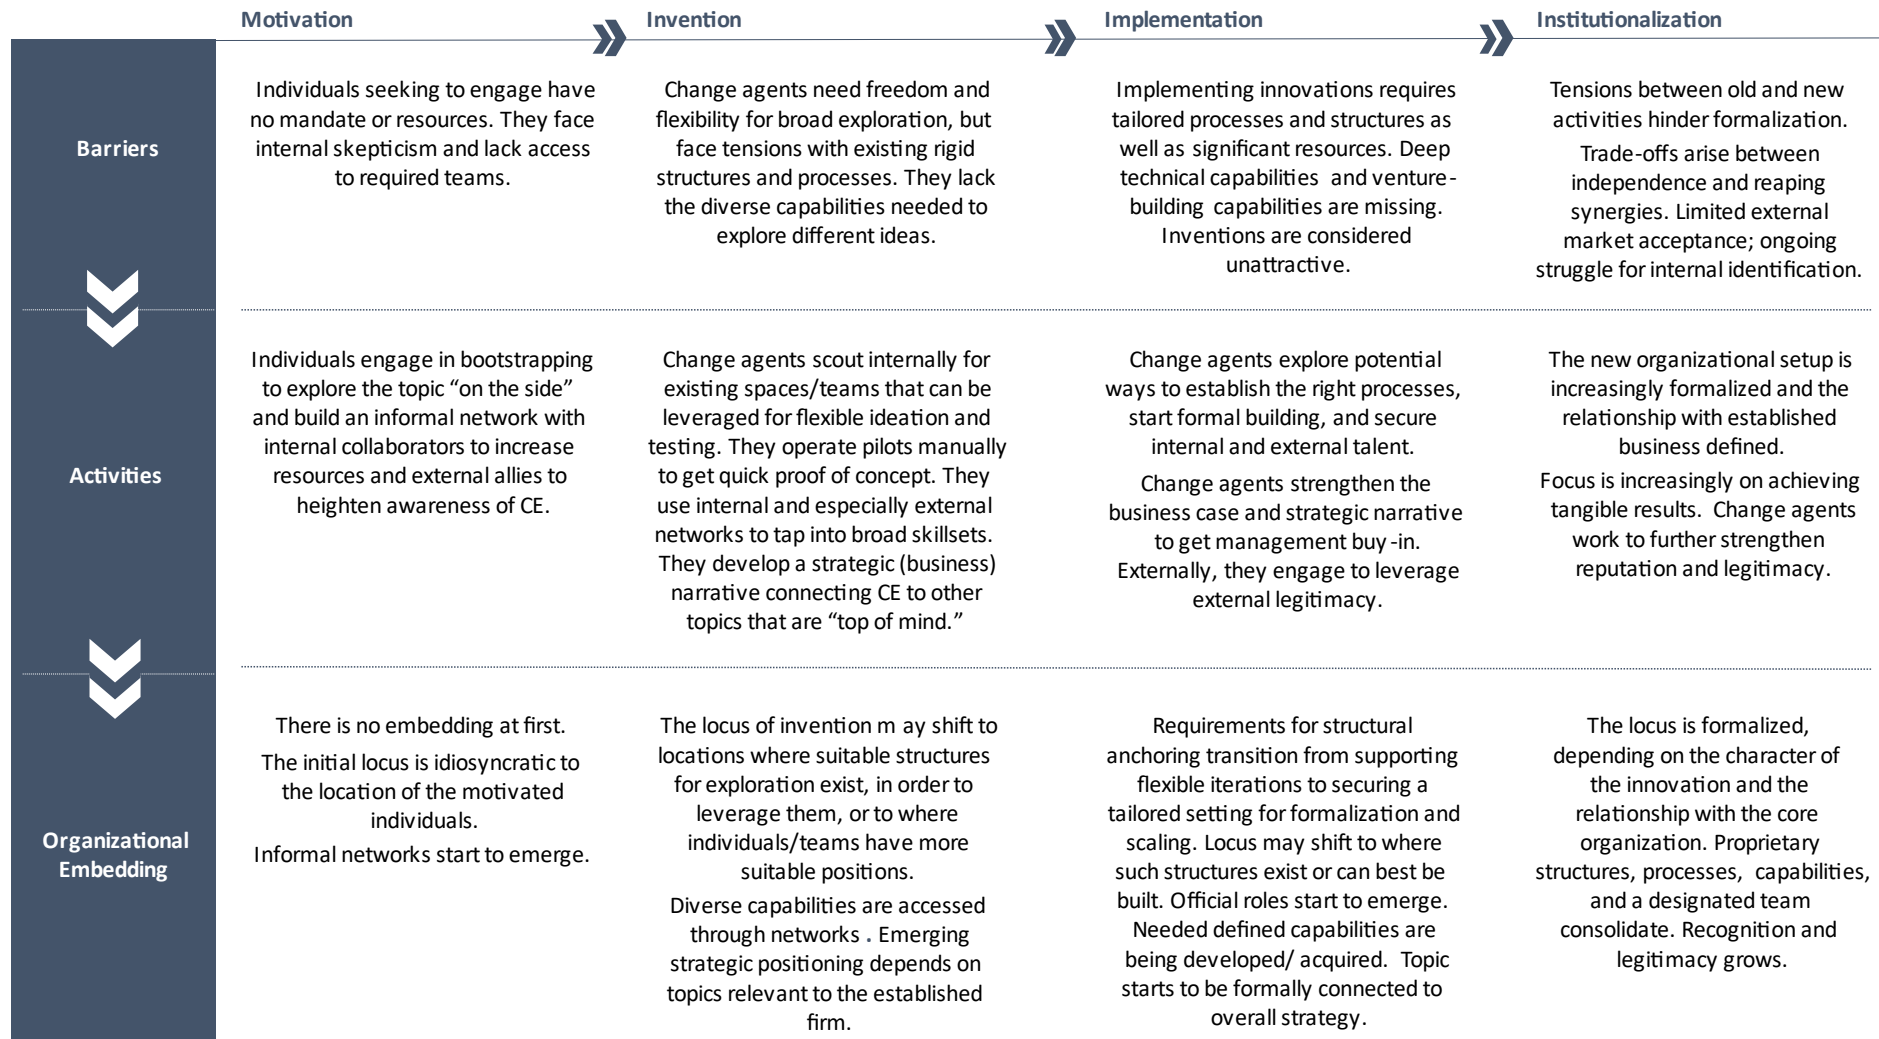 Motivation
Invention
Implementation
Institutionalization
Barriers
Individuals seeking to engage have
no mandate or resources. They face
internal skepticism and lack access
to required teams.
Change agents need freedom and
flexibility for broad exploration, but
face tensions with existing rigid
structures and processes. They lack
the diverse capabilities needed to
explore different ideas.
Implementing innovations requires
tailored processes and structures as
well as significant resources. Deep
technical capabilities and venture-
building capabilities are missing.
Inventions are considered
unattractive.
Tensions between old and new
activities hinder formalization.
Trade-offs arise between
independence and reaping
synergies. Limited external
market acceptance; ongoing
struggle for internal identification.
Activities
Individuals engage in bootstrapping
to explore the topic “on the side”
and build an informal network with
internal collaborators to increase
resources and external allies to
heighten awareness of CE.
Change agents scout internally for
existing spaces/teams that can be
leveraged for flexible ideation and
testing. They operate pilots manually
to get quick proof of concept. They
use internal and especially external
networks to tap into broad skillsets.
They develop a strategic (business)
narrative connecting CE to other
topics that are “top of mind.”
Change agents explore potential
ways to establish the right processes,
start formal building, and secure
internal and external talent.
Change agents strengthen the
business case and strategic narrative
to get management buy-in.
Externally, they engage to leverage
external legitimacy.
The new organizational setup is
increasingly formalized and the
relationship with established
business defined.
Focus is increasingly on achieving
tangible results. Change agents
work to further strengthen
reputation and legitimacy.
Organizational
Embedding
There is no embedding at first.
The initial locus is idiosyncratic to
the location of the motivated
individuals.
Informal networks start to emerge.
The locus of invention m ay shift to
locations where suitable structures
for exploration exist, in order to
leverage them, or to where
individuals/teams have more
suitable positions.
Diverse capabilities are accessed
through networks . Emerging
strategic positioning depends on
topics relevant to the established
firm.
Requirements for structural
anchoring transition from supporting
flexible iterations to securing a
tailored setting for formalization and
scaling. Locus may shift to where
such structures exist or can best be
built. Official roles start to emerge.
Needed defined capabilities are
being developed/ acquired. Topic
starts to be formally connected to
overall strategy.
The locus is formalized,
depending on the character of
the innovation and the
relationship with the core
organization. Proprietary
structures, processes, capabilities,
and a designated team
consolidate. Recognition and
legitimacy grows.